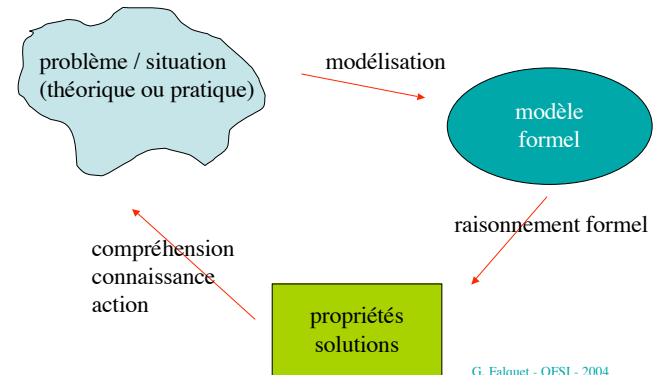 problème / situation
(théorique ou pratique)
modélisation
modèle
formel
raisonnement formel
compréhension
connaissance
action
propriétés
solutions
G. Falquet - OFSI - 2004